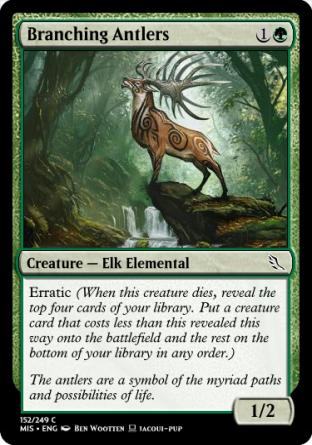 Branching Antlers 1
Creature — Elk Elemental
Erratic (When this creature dies, reveal the
top four cards of your library. Put a creature
card that costs less than this revealed this
way onto the battlefield and the rest on the
bottom of your library in any order.)
The antlers are a symbol of the myriad paths
and possibilities of life.
1/2
152/249 C
MIS • ENG BEN WOOTTEN IACOUI-PUP